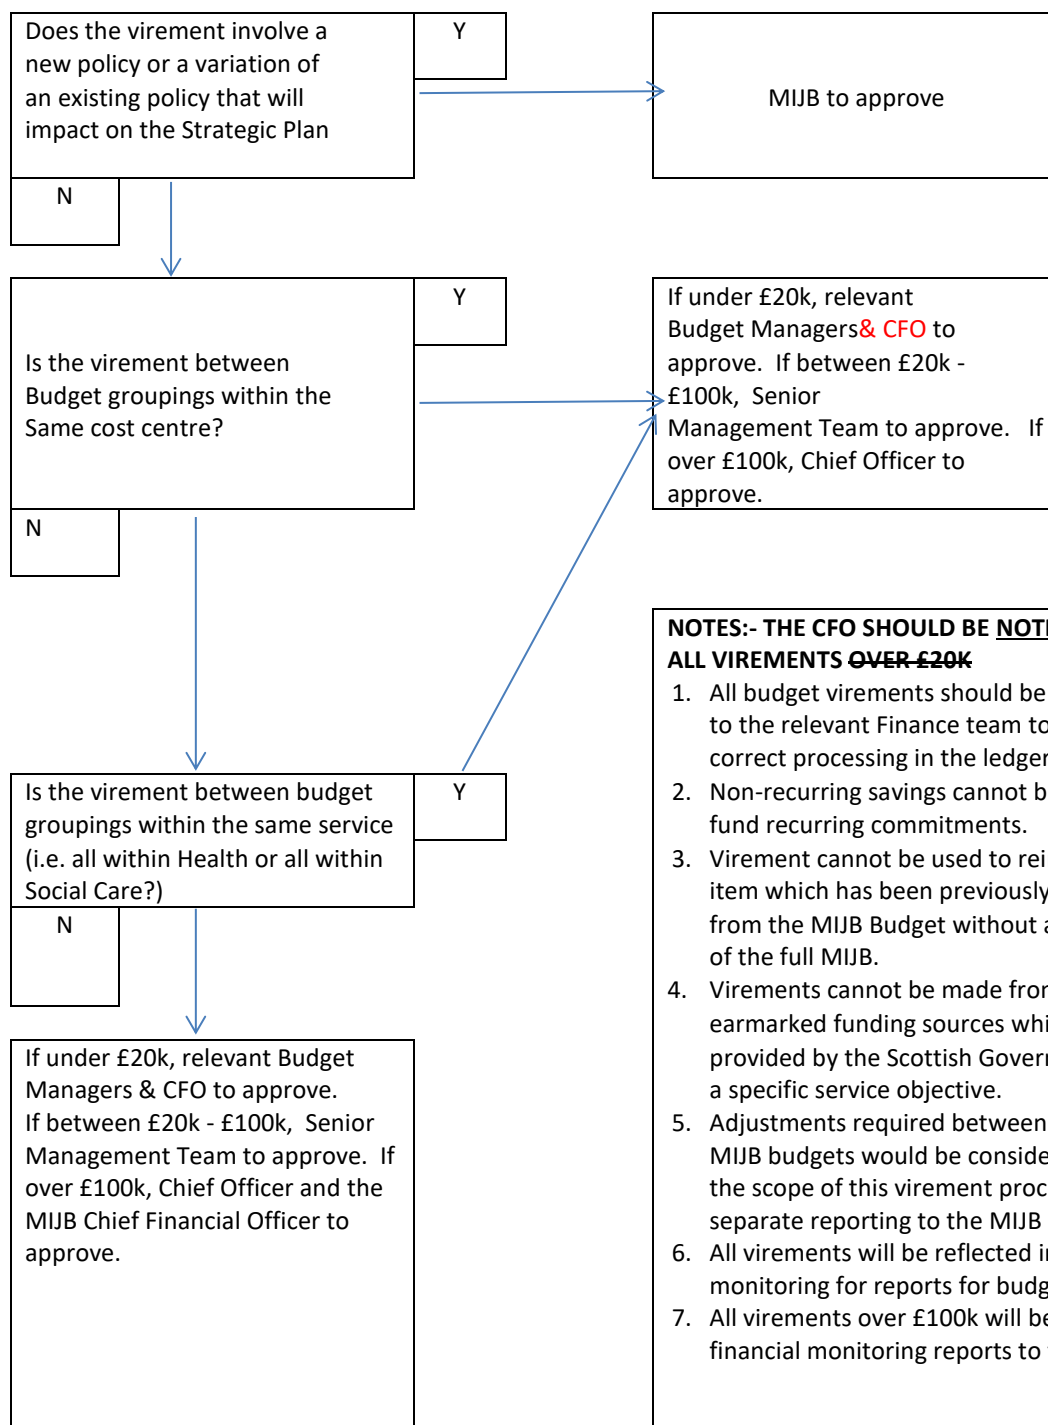 Does the virement involve a
new policy or a variation of
an existing policy that will
impact on the Strategic Plan
Y
MIJB to approve
N
Is the virement between
Budget groupings within the
Same cost centre?
Y
If under £20k, relevant
Budget Managers& CFO to
approve. If between £20k -
£100k, Senior
Management Team to approve. If
over £100k, Chief Officer to
approve.
N
NOTES:- THE CFO SHOULD BE
ALL VIREMENTS OVER £20K
1. All budget virements should be
to the relevant Finance team to
correct processing in the ledger
2. Non-recurring savings cannot
fund recurring commitments.
3. Virement cannot be used to
item which has been previously
from the MIJB Budget without
of the full MIJB.
4. Virements cannot be made
earmarked funding sources
provided by the Scottish
a specific service objective.
5. Adjustments required between
MIJB budgets would be
the scope of this virement
separate reporting to the MIJB
6. All virements will be reflected
monitoring for reports for
7. All virements over £100k will
financial monitoring reports to
Is the virement between budget
groupings within the same service
(i.e. all within Health or all within
Social Care?)
Y
N
If under £20k, relevant Budget
Managers & CFO to approve.
If between £20k - £100k, Senior
Management Team to approve. If
over £100k, Chief Officer and the
MIJB Chief Financial Officer to
approve.